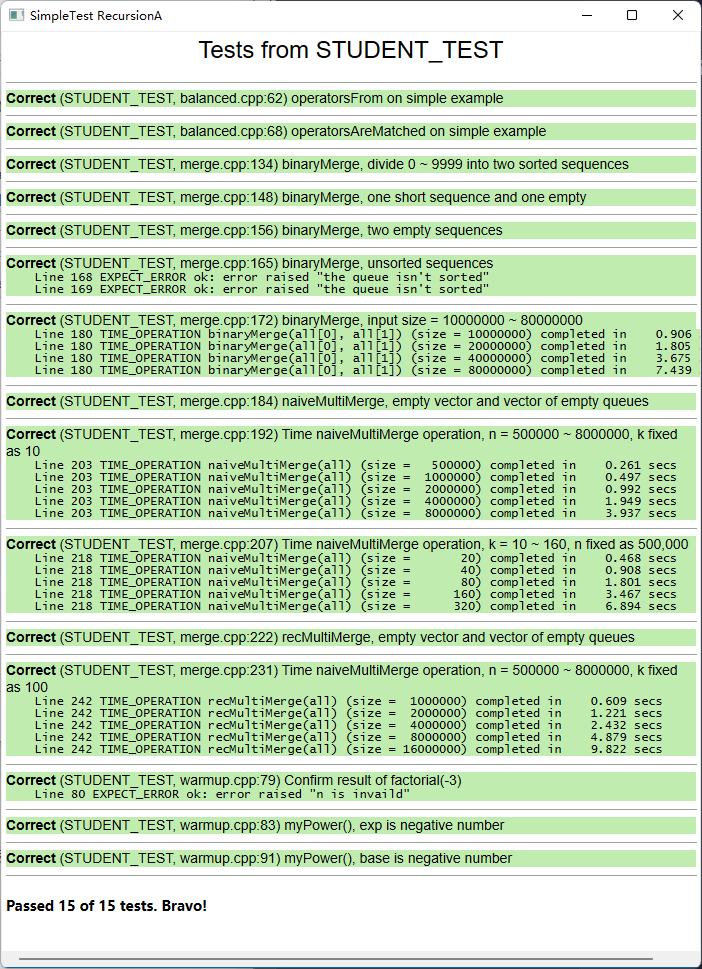 SimpleTest RecursionA
Tests from STUDENT_TEST
Correct (STUDENT_TEST, balanced.cpp:62) operatorsFrom on simple example
Correct (STUDENT_TEST, balanced.cpp:68) operatorsAreMatched on simple example
Correct (STUDENT_TEST, merge.cpp:134) binaryMerge, divide 0 ~ 9999 into two sorted sequences
Correct (STUDENT_TEST, merge.cpp:148) binaryMerge, one short sequence and one empty
Correct (STUDENT_TEST, merge.cpp:156) binaryMerge, two empty sequences
Correct (STUDENT_TEST, merge.cpp:165) binaryMerge, unsorted sequences
Line 168 EXPECT_ERROR ok: error raised "the queue isn't sorted"
Line 169 EXPECT_ERROR ok: error raised "the queue isn't sorted"
Correct (STUDENT_TEST, merge.cpp:172) binaryMerge, input size = 10000000 ~ 80000000
Line 180 TIME_OPERATION binaryMerge(all[0], all[1]) (size = 10000000) completed in    0.906
Line 180 TIME_OPERATION binaryMerge(all[0], all[1]) (size = 20000000) completed in    1.805
Line 180 TIME_OPERATION binaryMerge(all[0], all[1]) (size = 40000000) completed in    3.675
Line 180 TIME_OPERATION binaryMerge(all[0], all[1]) (size = 80000000) completed in    7.439
Correct (STUDENT_TEST, merge.cpp:184) naiveMultiMerge, empty vector and vector of empty queues
Correct (STUDENT_TEST, merge.cpp:192) Time naiveMultiMerge operation, n = 500000 ~ 8000000, k fixed
as 10
Line 203 TIME_OPERATION naiveMultiMerge(all) (size =   500000) completed in    0.261 secs
Line 203 TIME_OPERATION naiveMultiMerge(all) (size =  1000000) completed in    0.497 secs
Line 203 TIME_OPERATION naiveMultiMerge(all) (size =  2000000) completed in    0.992 secs
Line 203 TIME_OPERATION naiveMultiMerge(all) (size =  4000000) completed in    1.949 secs
Line 203 TIME_OPERATION naiveMultiMerge(all) (size =  8000000) completed in    3.937 secs
Correct (STUDENT_TEST, merge.cpp:207) Time naiveMultiMerge operation, k = 10 ~ 160, n fixed as 500,000
Line 218 TIME_OPERATION naiveMultiMerge(all) (size =       20) completed in    0.468 secs
Line 218 TIME_OPERATION naiveMultiMerge(all) (size =       40) completed in    0.908 secs
Line 218 TIME_OPERATION naiveMultiMerge(all) (size =       80) completed in    1.801 secs
Line 218 TIME_OPERATION naiveMultiMerge(all) (size =      160) completed in    3.467 secs
Line 218 TIME_OPERATION naiveMultiMerge(all) (size =      320) completed in    6.894 secs
Correct (STUDENT_TEST, merge.cpp:222) recMultiMerge, empty vector and vector of empty queues
Correct (STUDENT_TEST, merge.cpp:231) Time naiveMultiMerge operation, n = 500000 ~ 8000000, k fixed
as 100
Line 242 TIME_OPERATION recMultiMerge(all) (size =  1000000) completed in    0.609 secs
Line 242 TIME_OPERATION recMultiMerge(all) (size =  2000000) completed in    1.221 secs
Line 242 TIME_OPERATION recMultiMerge(all) (size =  4000000) completed in    2.432 secs
Line 242 TIME_OPERATION recMultiMerge(all) (size =  8000000) completed in    4.879 secs
Line 242 TIME_OPERATION recMultiMerge(all) (size = 16000000) completed in    9.822 secs
Correct (STUDENT_TEST, warmup.cpp:79) Confirm result of factorial(-3)
Line 80 EXPECT_ERROR ok: error raised "n is invaild"
Correct (STUDENT_TEST, warmup.cpp:83) myPower(), exp is negative number
Correct (STUDENT_TEST, warmup.cpp:91) myPower(), base is negative number
Passed 15 of 15 tests. Bravo!